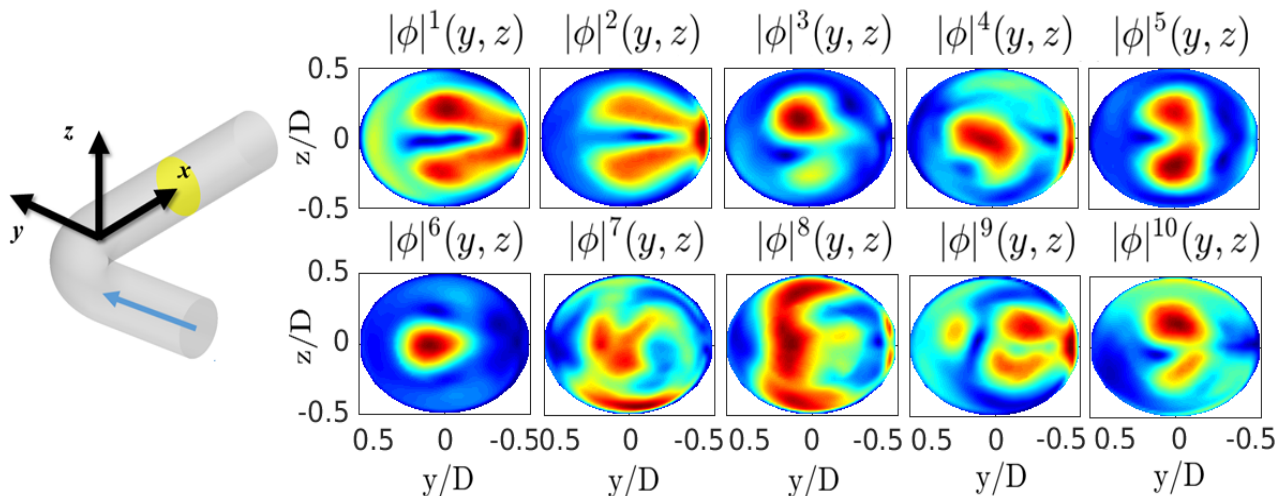 |ϕ|¹(y, z) |ϕ|²(y, z) |ϕ|³(y, z) |ϕ|⁴(y, z) |ϕ|⁵(y, z)
z
x
y
0.5
0
-0.5
z/D
|ϕ|⁶(y, z) |ϕ|⁷(y, z) |ϕ|⁸(y, z) |ϕ|⁹(y, z) |ϕ|¹⁰(y, z)
0.5
0
-0.5
z/D
0.5 0 -0.5 0.5 0 -0.5 0.5 0 -0.5 0.5 0 -0.5 0.5 0 -0.5
y/D y/D y/D y/D y/D